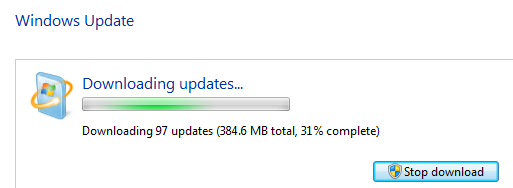 Windows Update
Downloading updates...
Downloading 97 updates (384.6 MB total, 31% complete)
Stop download